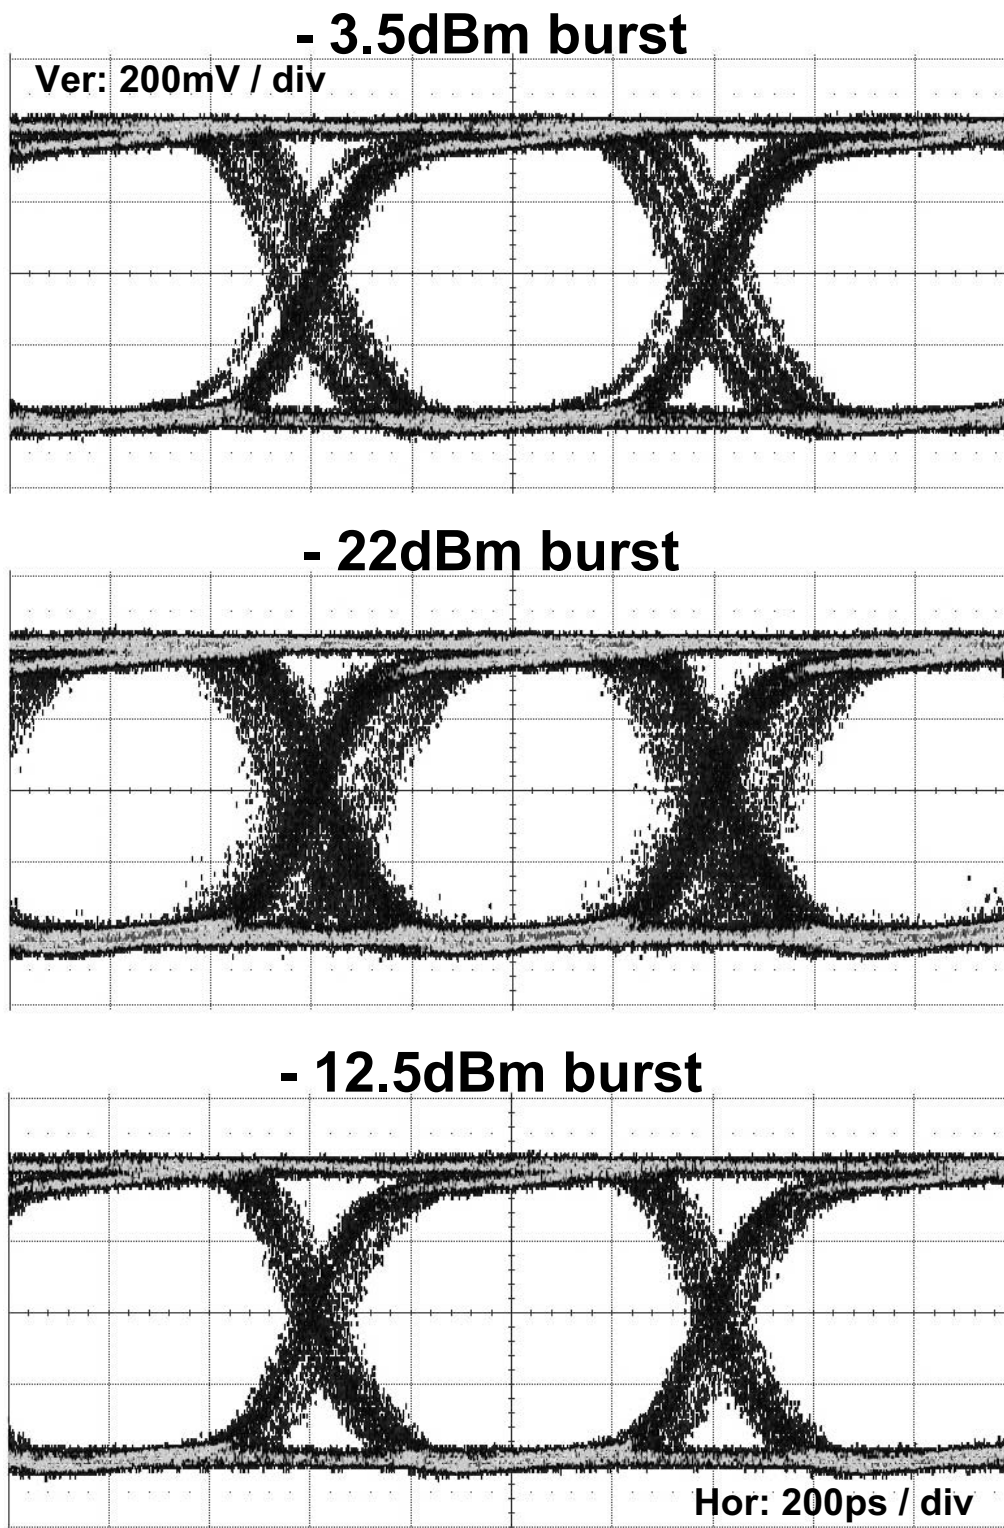 - 3.5dBm burst
Ver: 200mV / div
- 22dBm burst
- 12.5dBm burst
Hor: 200ps / div